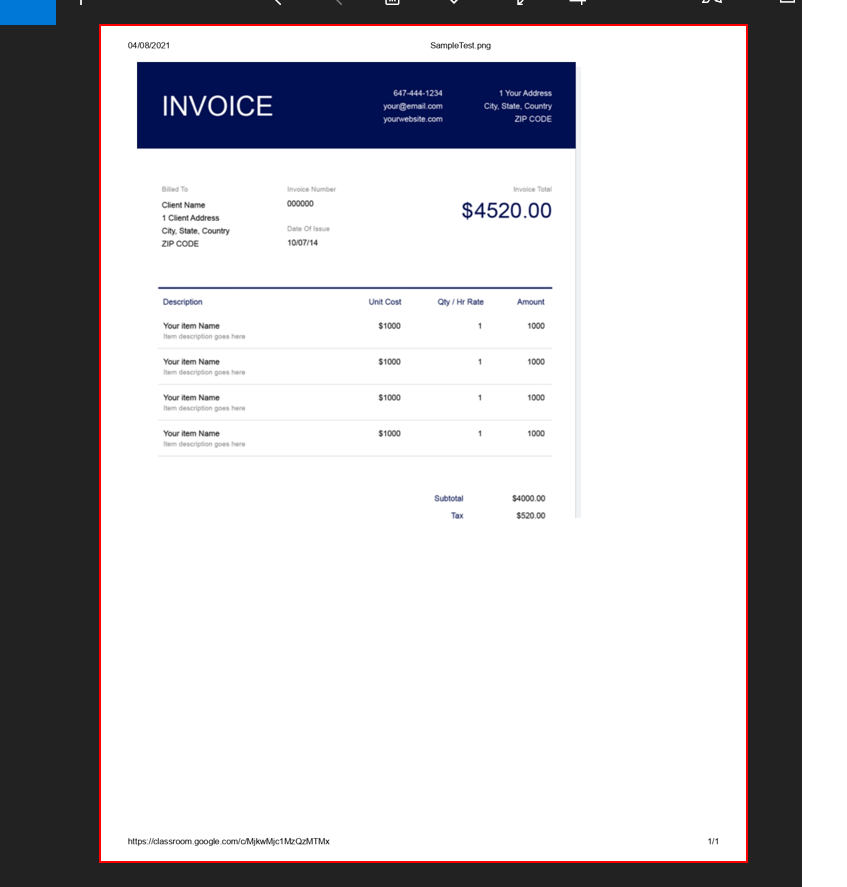 04/08/2021 SampleTest.png
INVOICE
647-444-1234
your@email.com
yourwebsite.com
1 Your Address
City, State, Country
ZIP CODE
Billed To
Client Name
1 Client Address
City, State, Country
ZIP CODE
Invoice Number
000000
Date Of Issue
10/07/14
Invoice Total
$4520.00
Description Unit Cost Qty / Hr Rate Amount
Your item Name $1000 1 1000
Item description goes here
Your item Name $1000 1 1000
Item description goes here
Your item Name $1000 1 1000
Item description goes here
Your item Name $1000 1 1000
Item description goes here
Subtotal $4000.00
Tax $520.00
https://classroom.google.com/c/MjkwMjc1MzQzMTMx 1/1